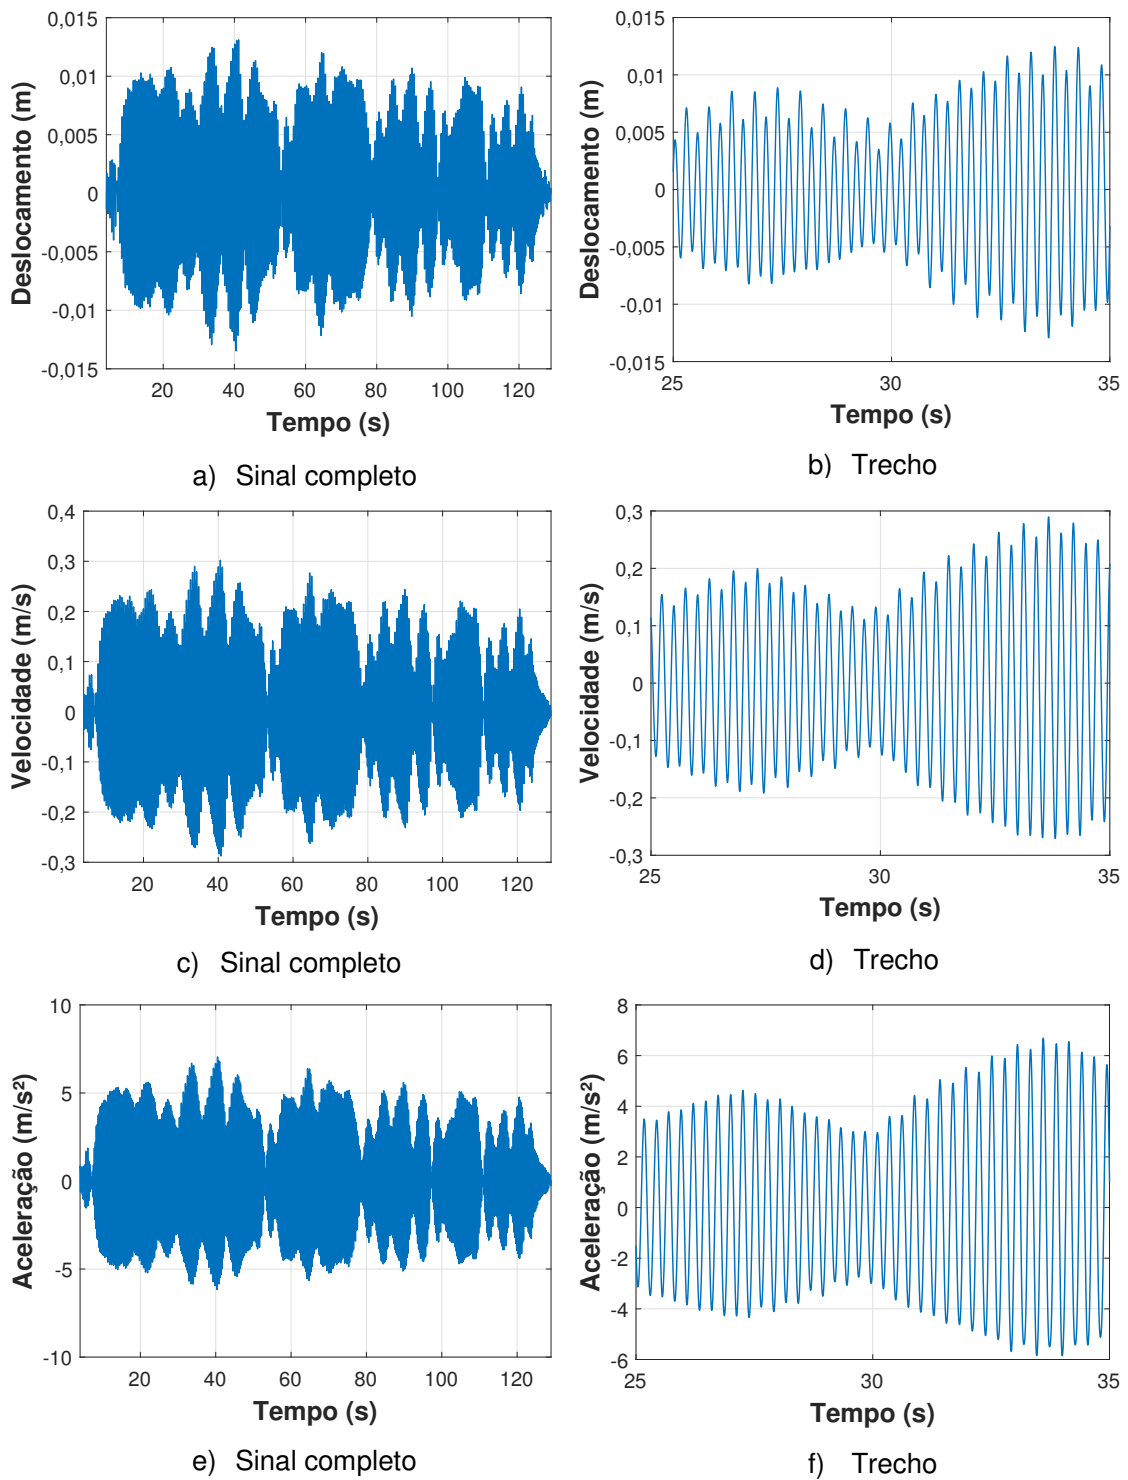 0,015
0,01
0,005
0
-0,005
-0,01
-0,015
Deslocamento (m)
20 40 60 80 100 120
Tempo (s)
a) Sinal completo
0,015
0,01
0,005
0
-0,005
-0,01
-0,015
Deslocamento (m)
25 30 35
Tempo (s)
b) Trecho
0,4
0,3
0,2
0,1
0
-0,1
-0,2
-0,3
Velocidade (m/s)
20 40 60 80 100 120
Tempo (s)
c) Sinal completo
0,3
0,2
0,1
0
-0,1
-0,2
-0,3
Velocidade (m/s)
25 30 35
Tempo (s)
d) Trecho
10
5
0
-5
-10
Aceleração (m/s²)
20 40 60 80 100 120
Tempo (s)
e) Sinal completo
8
6
4
2
0
-2
-4
-6
Aceleração (m/s²)
25 30 35
Tempo (s)
f) Trecho